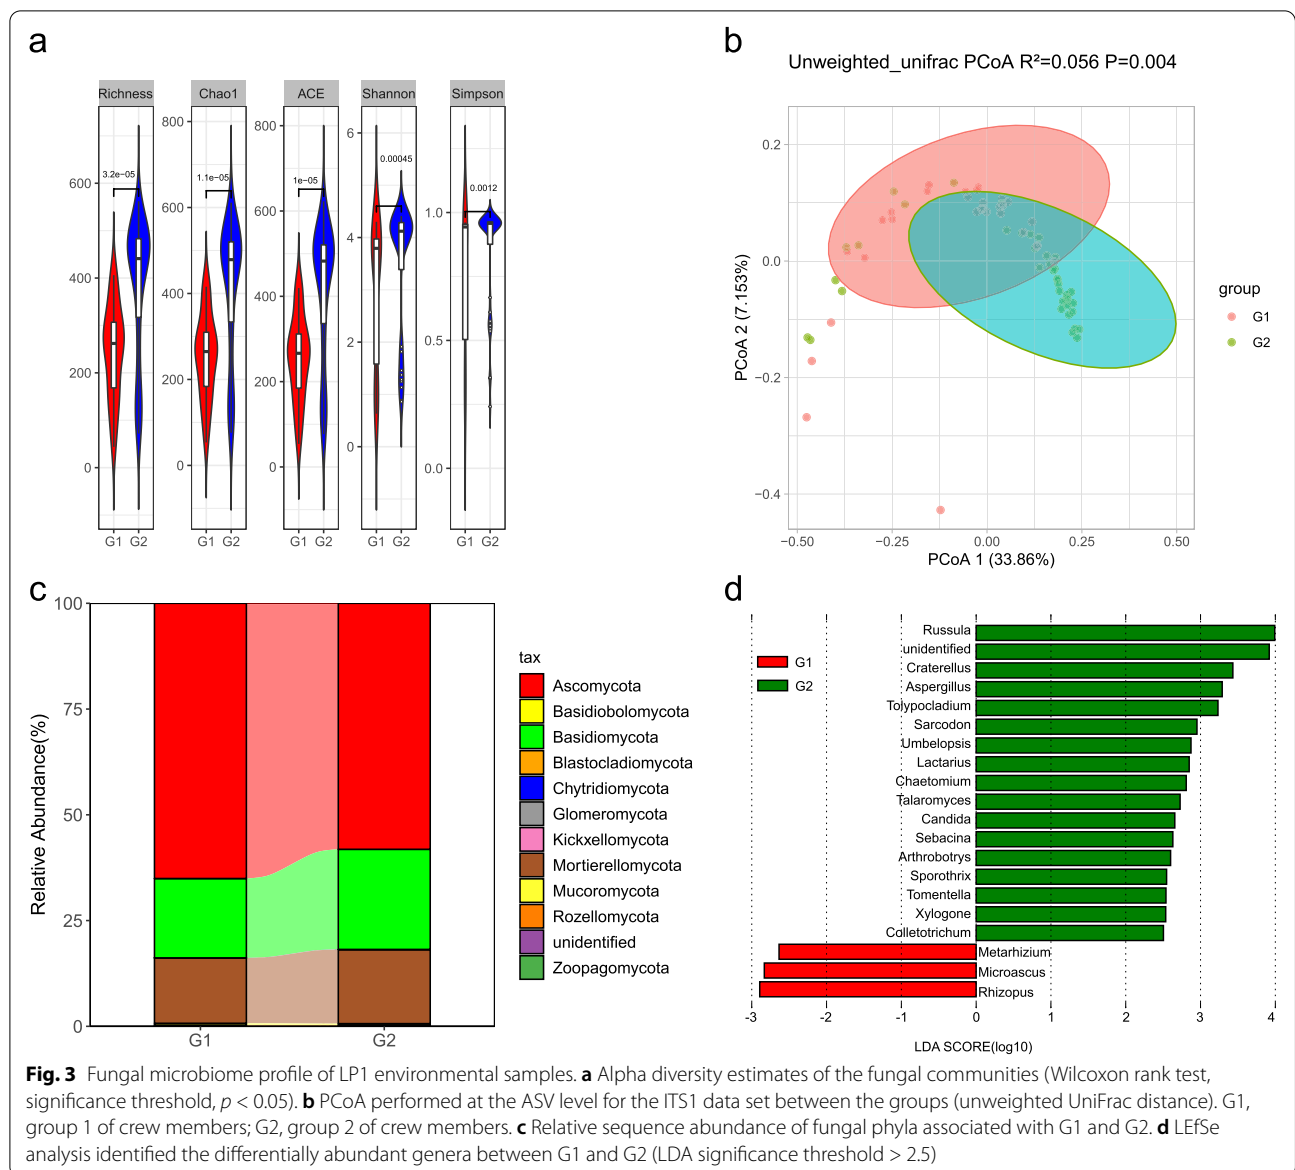 a
Richness
Chao1
ACE
Shannon
Simpson
600
400
200
0
3.2e−05
G1
G2
800
600
400
200
0
1.1e−05
G1
G2
800
600
400
200
0
1e−05
G1
G2
6
4
2
0
0.00045
G1
G2
1.0
0.5
0.0
0.0012
G1
G2
b
Unweighted_unifrac PCoA R²=0.056 P=0.004
PCoA 2 (7.153%)
0.2
0.0
−0.2
−0.4
−0.50
−0.25
0.00
0.25
0.50
PCoA 1 (33.86%)
group
G1
G2
c
Relative Abundance(%)
100
75
50
25
0
G1
G2
tax
Ascomycota
Basidiobolomycota
Basidiomycota
Blastocladiomycota
Chytridiomycota
Glomeromycota
Kickxellomycota
Mortierellomycota
Mucoromycota
Rozellomycota
unidentified
Zoopagomycota
d
G1
G2
Russula
unidentified
Craterellus
Aspergillus
Tolypocladium
Sarcodon
Umbelopsis
Lactarius
Chaetomium
Talaromyces
Candida
Sebacina
Arthrobotrys
Sporothrix
Tomentella
Xylogone
Colletotrichum
Metarhizium
Microascus
Rhizopus
-3
-2
-1
0
1
2
3
4
LDA SCORE(log10)
Fig. 3 Fungal microbiome profile of LP1 environmental samples. a Alpha diversity estimates of the fungal communities (Wilcoxon rank test,
significance threshold, p < 0.05). b PCoA performed at the ASV level for the ITS1 data set between the groups (unweighted UniFrac distance). G1,
group 1 of crew members; G2, group 2 of crew members. c Relative sequence abundance of fungal phyla associated with G1 and G2. d LEfSe
analysis identified the differentially abundant genera between G1 and G2 (LDA significance threshold > 2.5)